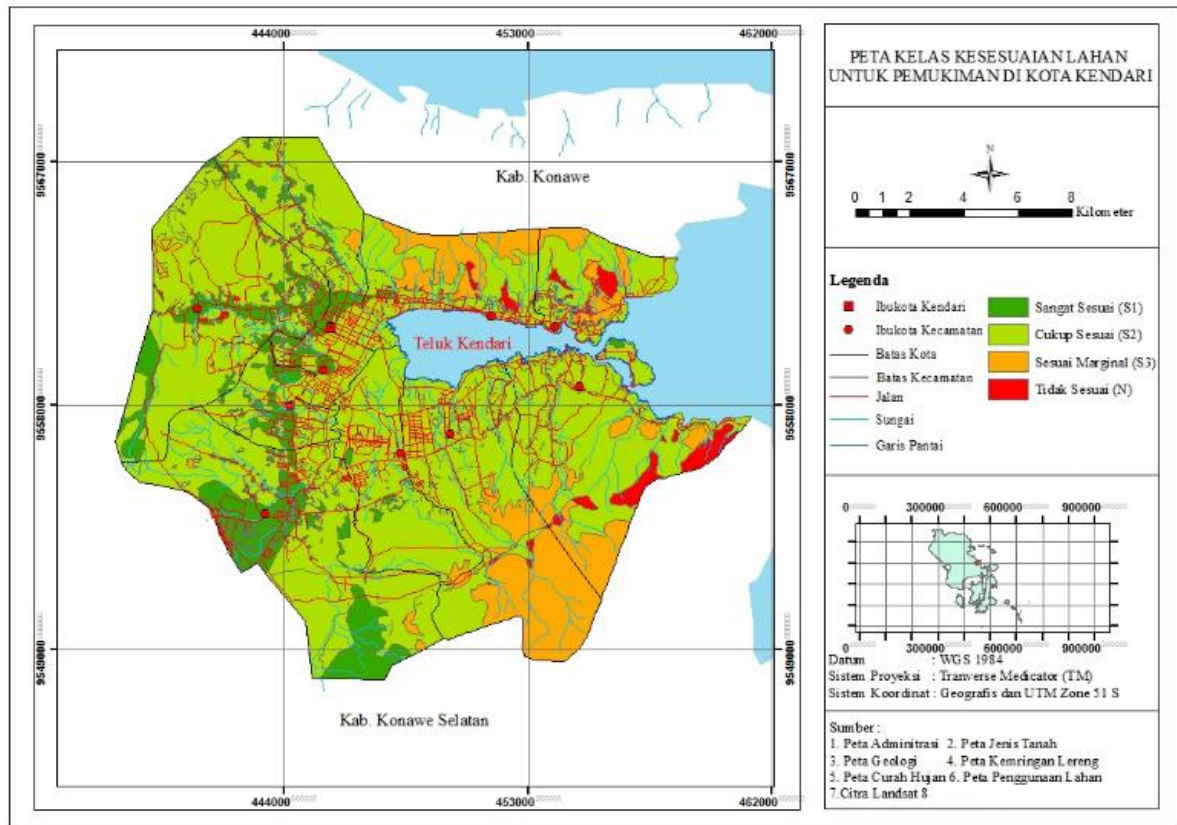 444000
453000
462000
9567000
9567000
9558000
9558000
9549000
9549000
444000
453000
462000
Kab. Konawe
Teluk Kendari
Kab. Konawe Selatan
PETA KELAS KESESUAIAN LAHAN
UNTUK PEMUKIMAN DI KOTA KENDARI
N
0 1 2 4 6 8
Kilometer
Legenda
Ibukota Kendari
Ibukota Kecamatan
Batas Kota
Batas Kecamatan
Jalan
Sungai
Garis Pantai
Sangat Sesuai (S1)
Cukup Sesuai (S2)
Sesuai Marginal (S3)
Tidak Sesuai (N)
0 300000 600000 900000
0 300000 600000 900000
Datum : WGS 1984
Sistem Proyeksi : Tranverse Medicator (TM)
Sistem Koordinat : Geografis dan UTM Zone 51 S
Sumber :
1. Peta Adminitrasi 2. Peta Jenis Tanah
3. Peta Geologi 4. Peta Kemringan Lereng
5. Peta Curah Hujan 6. Peta Penggunaan Lahan
7.Citra Landsat 8